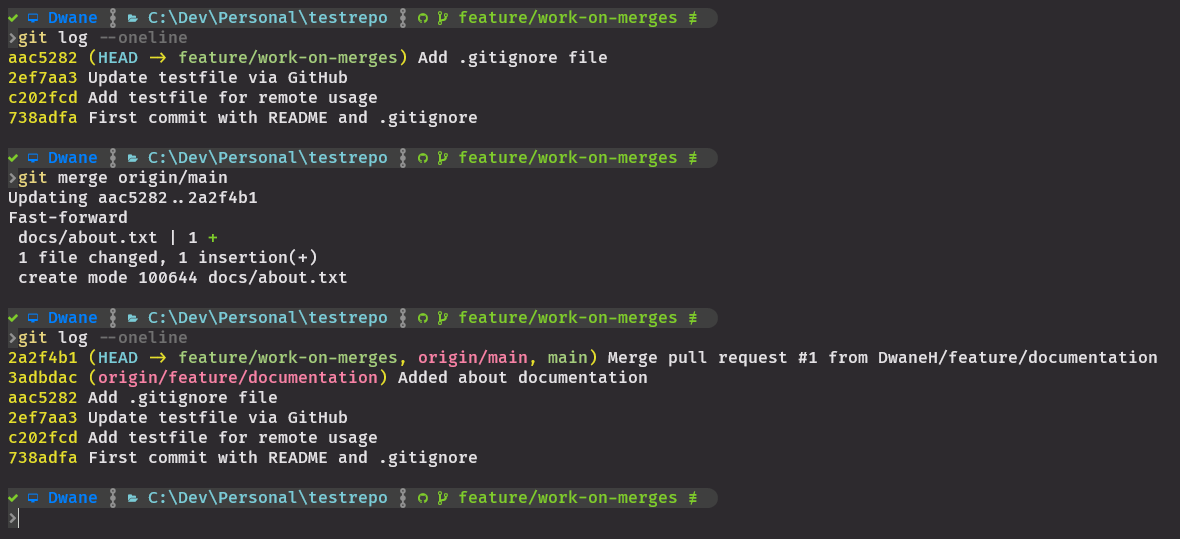 ✔ Dwane C:\Dev\Personal\testrepo feature/work-on-merges ≢
❯git log --oneline
aac5282 (HEAD -> feature/work-on-merges) Add .gitignore file
2ef7aa3 Update testfile via GitHub
c202fcd Add testfile for remote usage
738adfa First commit with README and .gitignore
✔ Dwane C:\Dev\Personal\testrepo feature/work-on-merges ≢
❯git merge origin/main
Updating aac5282..2a2f4b1
Fast-forward
docs/about.txt | 1 +
1 file changed, 1 insertion(+)
create mode 100644 docs/about.txt
✔ Dwane C:\Dev\Personal\testrepo feature/work-on-merges ≢
❯git log --oneline
2a2f4b1 (HEAD -> feature/work-on-merges, origin/main, main) Merge pull request #1 from DwaneH/feature/documentation
3adbdac (origin/feature/documentation) Added about documentation
aac5282 Add .gitignore file
2ef7aa3 Update testfile via GitHub
c202fcd Add testfile for remote usage
738adfa First commit with README and .gitignore
✔ Dwane C:\Dev\Personal\testrepo feature/work-on-merges ≢
❯